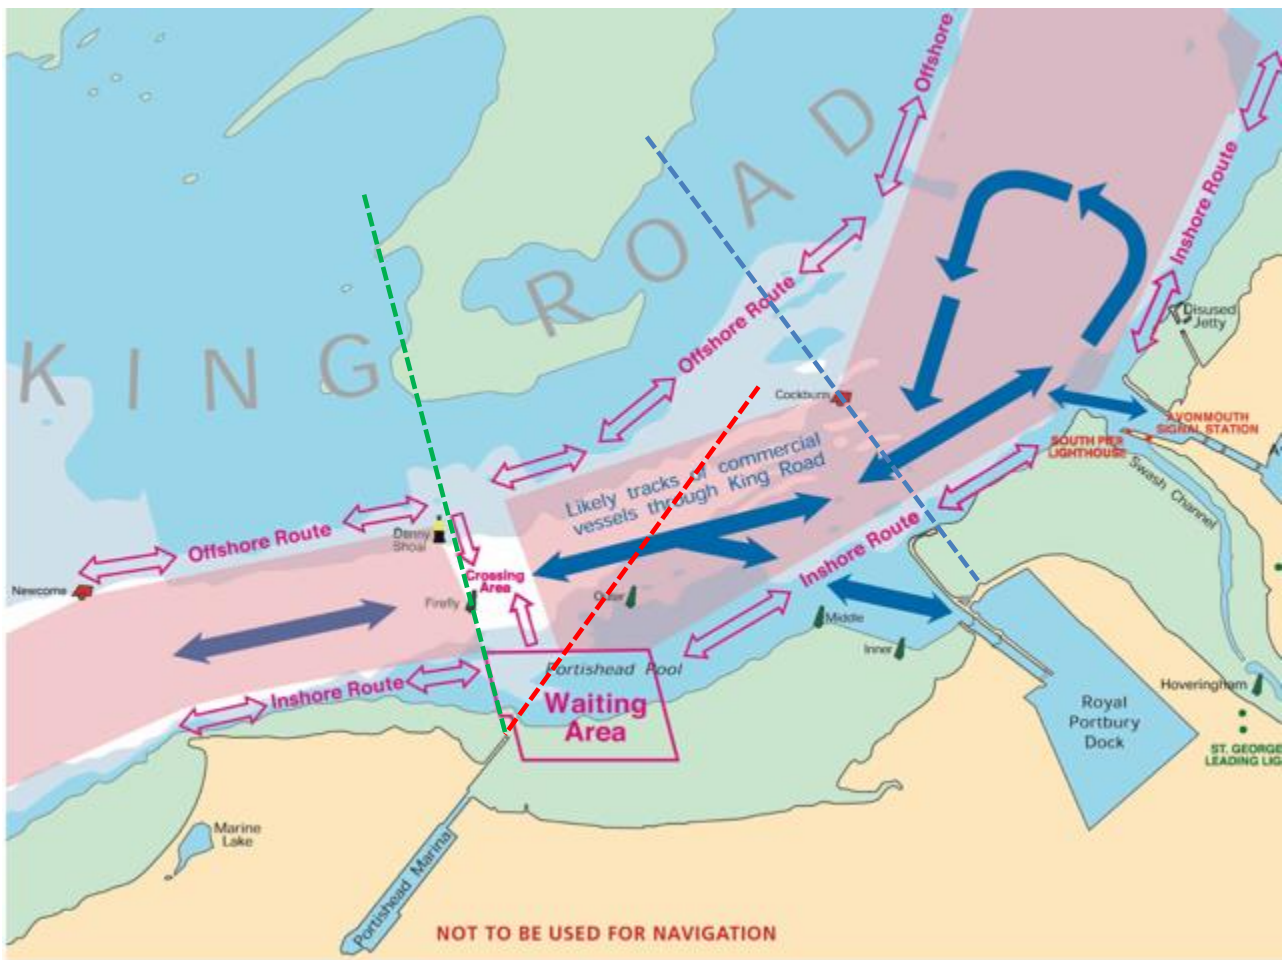 Offshore
KING ROAD
Inshore Route
Offshore Route
Disused
Jetty
Cockburn
AVONMOUTH
SIGNAL STATION
SOUTH PIER
LIGHTHOUSE
Swash Channel
Likely tracks of commercial
vessels through King Road
Offshore Route
Denny
Shoal
Inshore Route
Newcome
Crossing
Area
Firefly
Outer
Middle
Inner
Portishead Pool
Inshore Route
Waiting
Area
Hoveringham
Royal
Portbury
Dock
ST. GEORGE
LEADING LIG
Marine
Lake
Portishead Marina
NOT TO BE USED FOR NAVIGATION